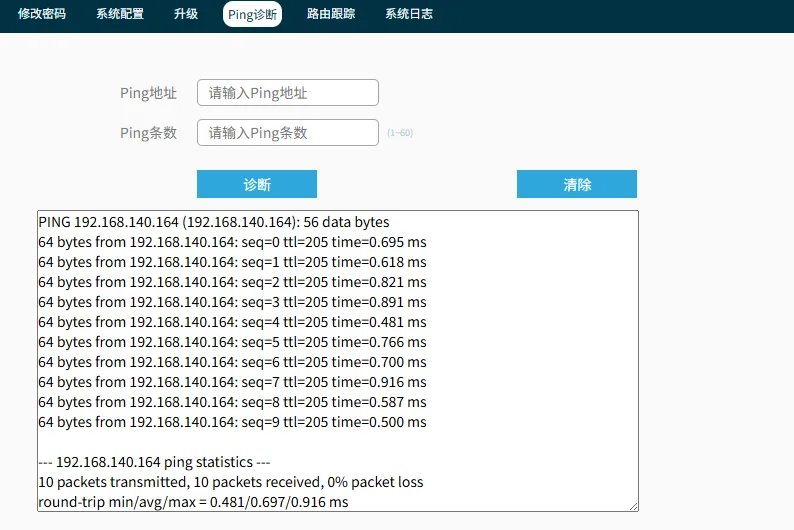 修改密码 系统配置 升级 Ping诊断 路由跟踪 系统日志
Ping地址 请输入Ping地址
Ping条数 请输入Ping条数 (1~60)
诊断 清除
PING 192.168.140.164 (192.168.140.164): 56 data bytes
64 bytes from 192.168.140.164: seq=0 ttl=205 time=0.695 ms
64 bytes from 192.168.140.164: seq=1 ttl=205 time=0.618 ms
64 bytes from 192.168.140.164: seq=2 ttl=205 time=0.821 ms
64 bytes from 192.168.140.164: seq=3 ttl=205 time=0.891 ms
64 bytes from 192.168.140.164: seq=4 ttl=205 time=0.481 ms
64 bytes from 192.168.140.164: seq=5 ttl=205 time=0.766 ms
64 bytes from 192.168.140.164: seq=6 ttl=205 time=0.700 ms
64 bytes from 192.168.140.164: seq=7 ttl=205 time=0.916 ms
64 bytes from 192.168.140.164: seq=8 ttl=205 time=0.587 ms
64 bytes from 192.168.140.164: seq=9 ttl=205 time=0.500 ms
--- 192.168.140.164 ping statistics ---
10 packets transmitted, 10 packets received, 0% packet loss
round-trip min/avg/max = 0.481/0.697/0.916 ms